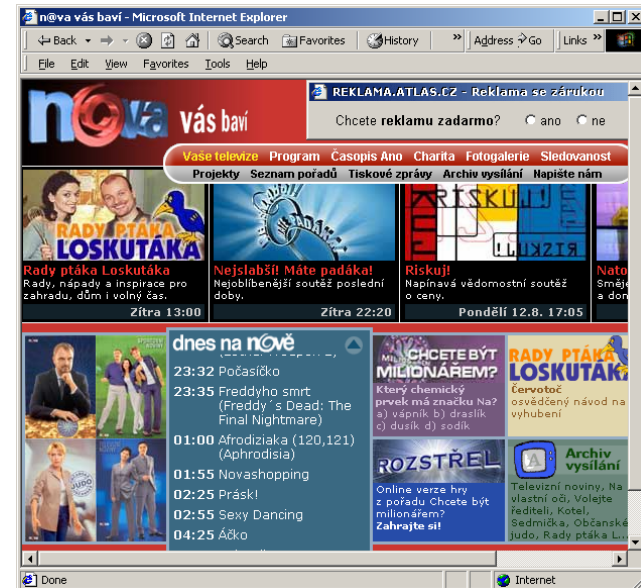 n@va vás baví - Microsoft Internet Explorer
Back Search Favorites History » Address Go Links »
File Edit View Favorites Tools Help
nova vás baví
REKLAMA.ATLAS.CZ - Reklama se zárukou
Chcete reklamu zadarmo? ano ne
Vaše televize Program Časopis Ano Charita Fotogalerie Sledovanost
Projekty Seznam pořadů Tiskové zprávy Archiv vysílání Napište nám
RADY PTÁKA
LOSKUTÁKA
Rady ptáka Loskutáka
Rady, nápady a inspirace pro
zahradu, dům i volný čas.
Zítra 13:00
Nejslabší! Máte padáka!
Nejoblíbenější soutěž poslední
doby.
Zítra 22:20
RISKUJ!
Riskuj!
Napínavá vědomostní soutěž
o ceny.
Pondělí 12.8. 17:05
Nato
Směje
a don
dnes na nově
23:32 Počasíčko
23:35 Freddyho smrt
(Freddy´s Dead: The
Final Nightmare)
01:00 Afrodiziaka (120,121)
(Aphrodisia)
01:55 Novashopping
02:25 Prásk!
02:55 Sexy Dancing
04:25 Áčko
JUDO
CHCETE BÝT
MILIONÁŘEM?
Který chemický
prvek má značku Na?
a) vápník b) draslík
c) dusík d) sodík
RADY PTÁKA
LOSKUTÁKA
Červotoč
osvědčený návod na
vyhubení
ROZSTŘEL
Online verze hry
z pořadu Chcete být
milionářem?
Zahrajte si!
A Archiv
vysílání
Televizní noviny, Na
vlastní oči, Volejte
řediteli, Kotel,
Sedmička, Občanské
judo, Rady ptáka L...
Done Internet